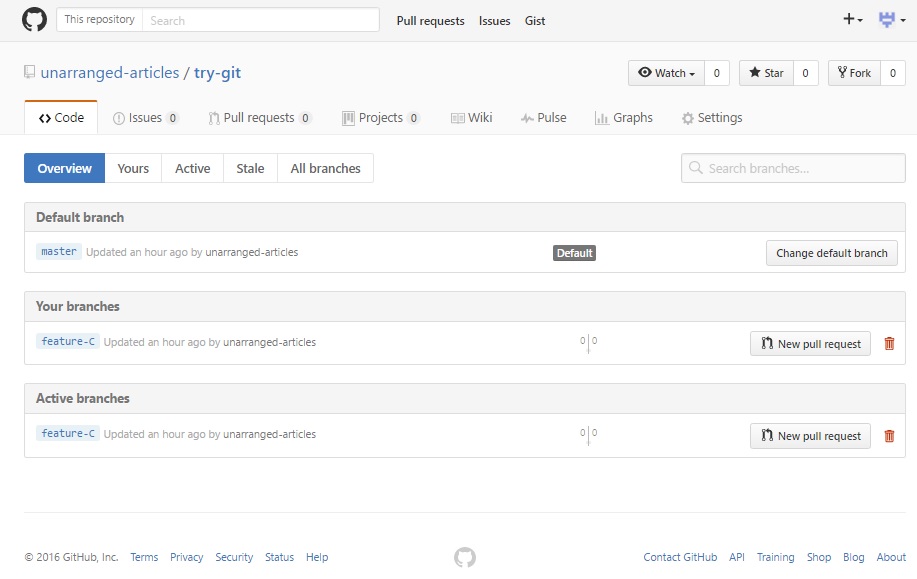 This repository Search Pull requests Issues Gist
unarranged-articles / try-git Watch 0 Star 0 Fork 0
Code Issues 0 Pull requests 0 Projects 0 Wiki Pulse Graphs Settings
Overview Yours Active Stale All branches Search branches...
Default branch
master Updated an hour ago by unarranged-articles Default Change default branch
Your branches
feature-C Updated an hour ago by unarranged-articles 0 0 New pull request
Active branches
feature-C Updated an hour ago by unarranged-articles 0 0 New pull request
© 2016 GitHub, Inc. Terms Privacy Security Status Help Contact GitHub API Training Shop Blog About